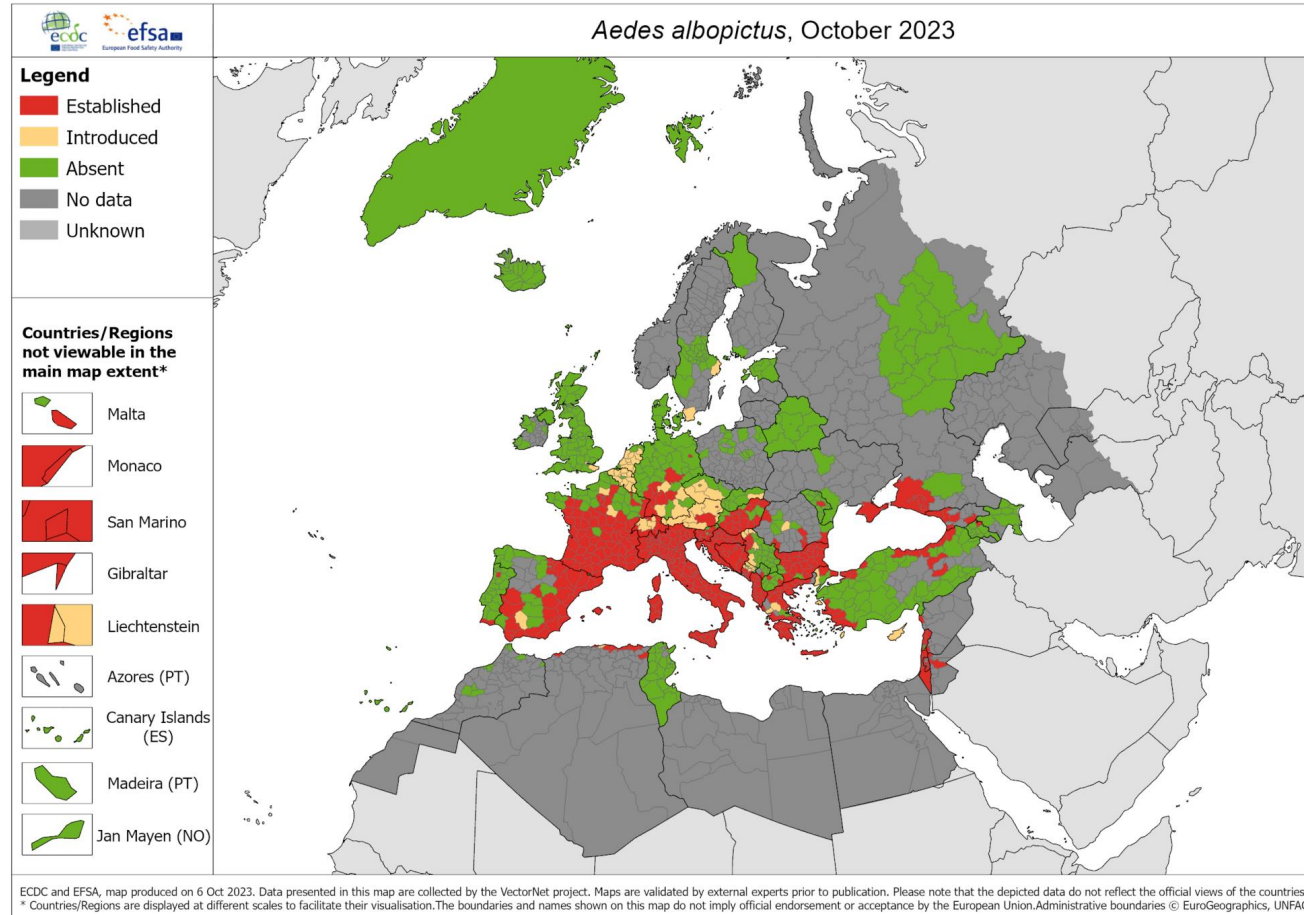 ecdc
efsa
European Food Safety Authority
Aedes albopictus, October 2023
Legend
Established
Introduced
Absent
No data
Unknown
Countries/Regions
not viewable in the
main map extent*
Malta
Monaco
San Marino
Gibraltar
Liechtenstein
Azores (PT)
Canary Islands
(ES)
Madeira (PT)
Jan Mayen (NO)
ECDC and EFSA, map produced on 6 Oct 2023. Data presented in this map are collected by the VectorNet project. Maps are validated by external experts prior to publication. Please note that the depicted data do not reflect the official views of the countries
* Countries/Regions are displayed at different scales to facilitate their visualisation.The boundaries and names shown on this map do not imply official endorsement or acceptance by the European Union.Administrative boundaries © EuroGeographics, UNFAO